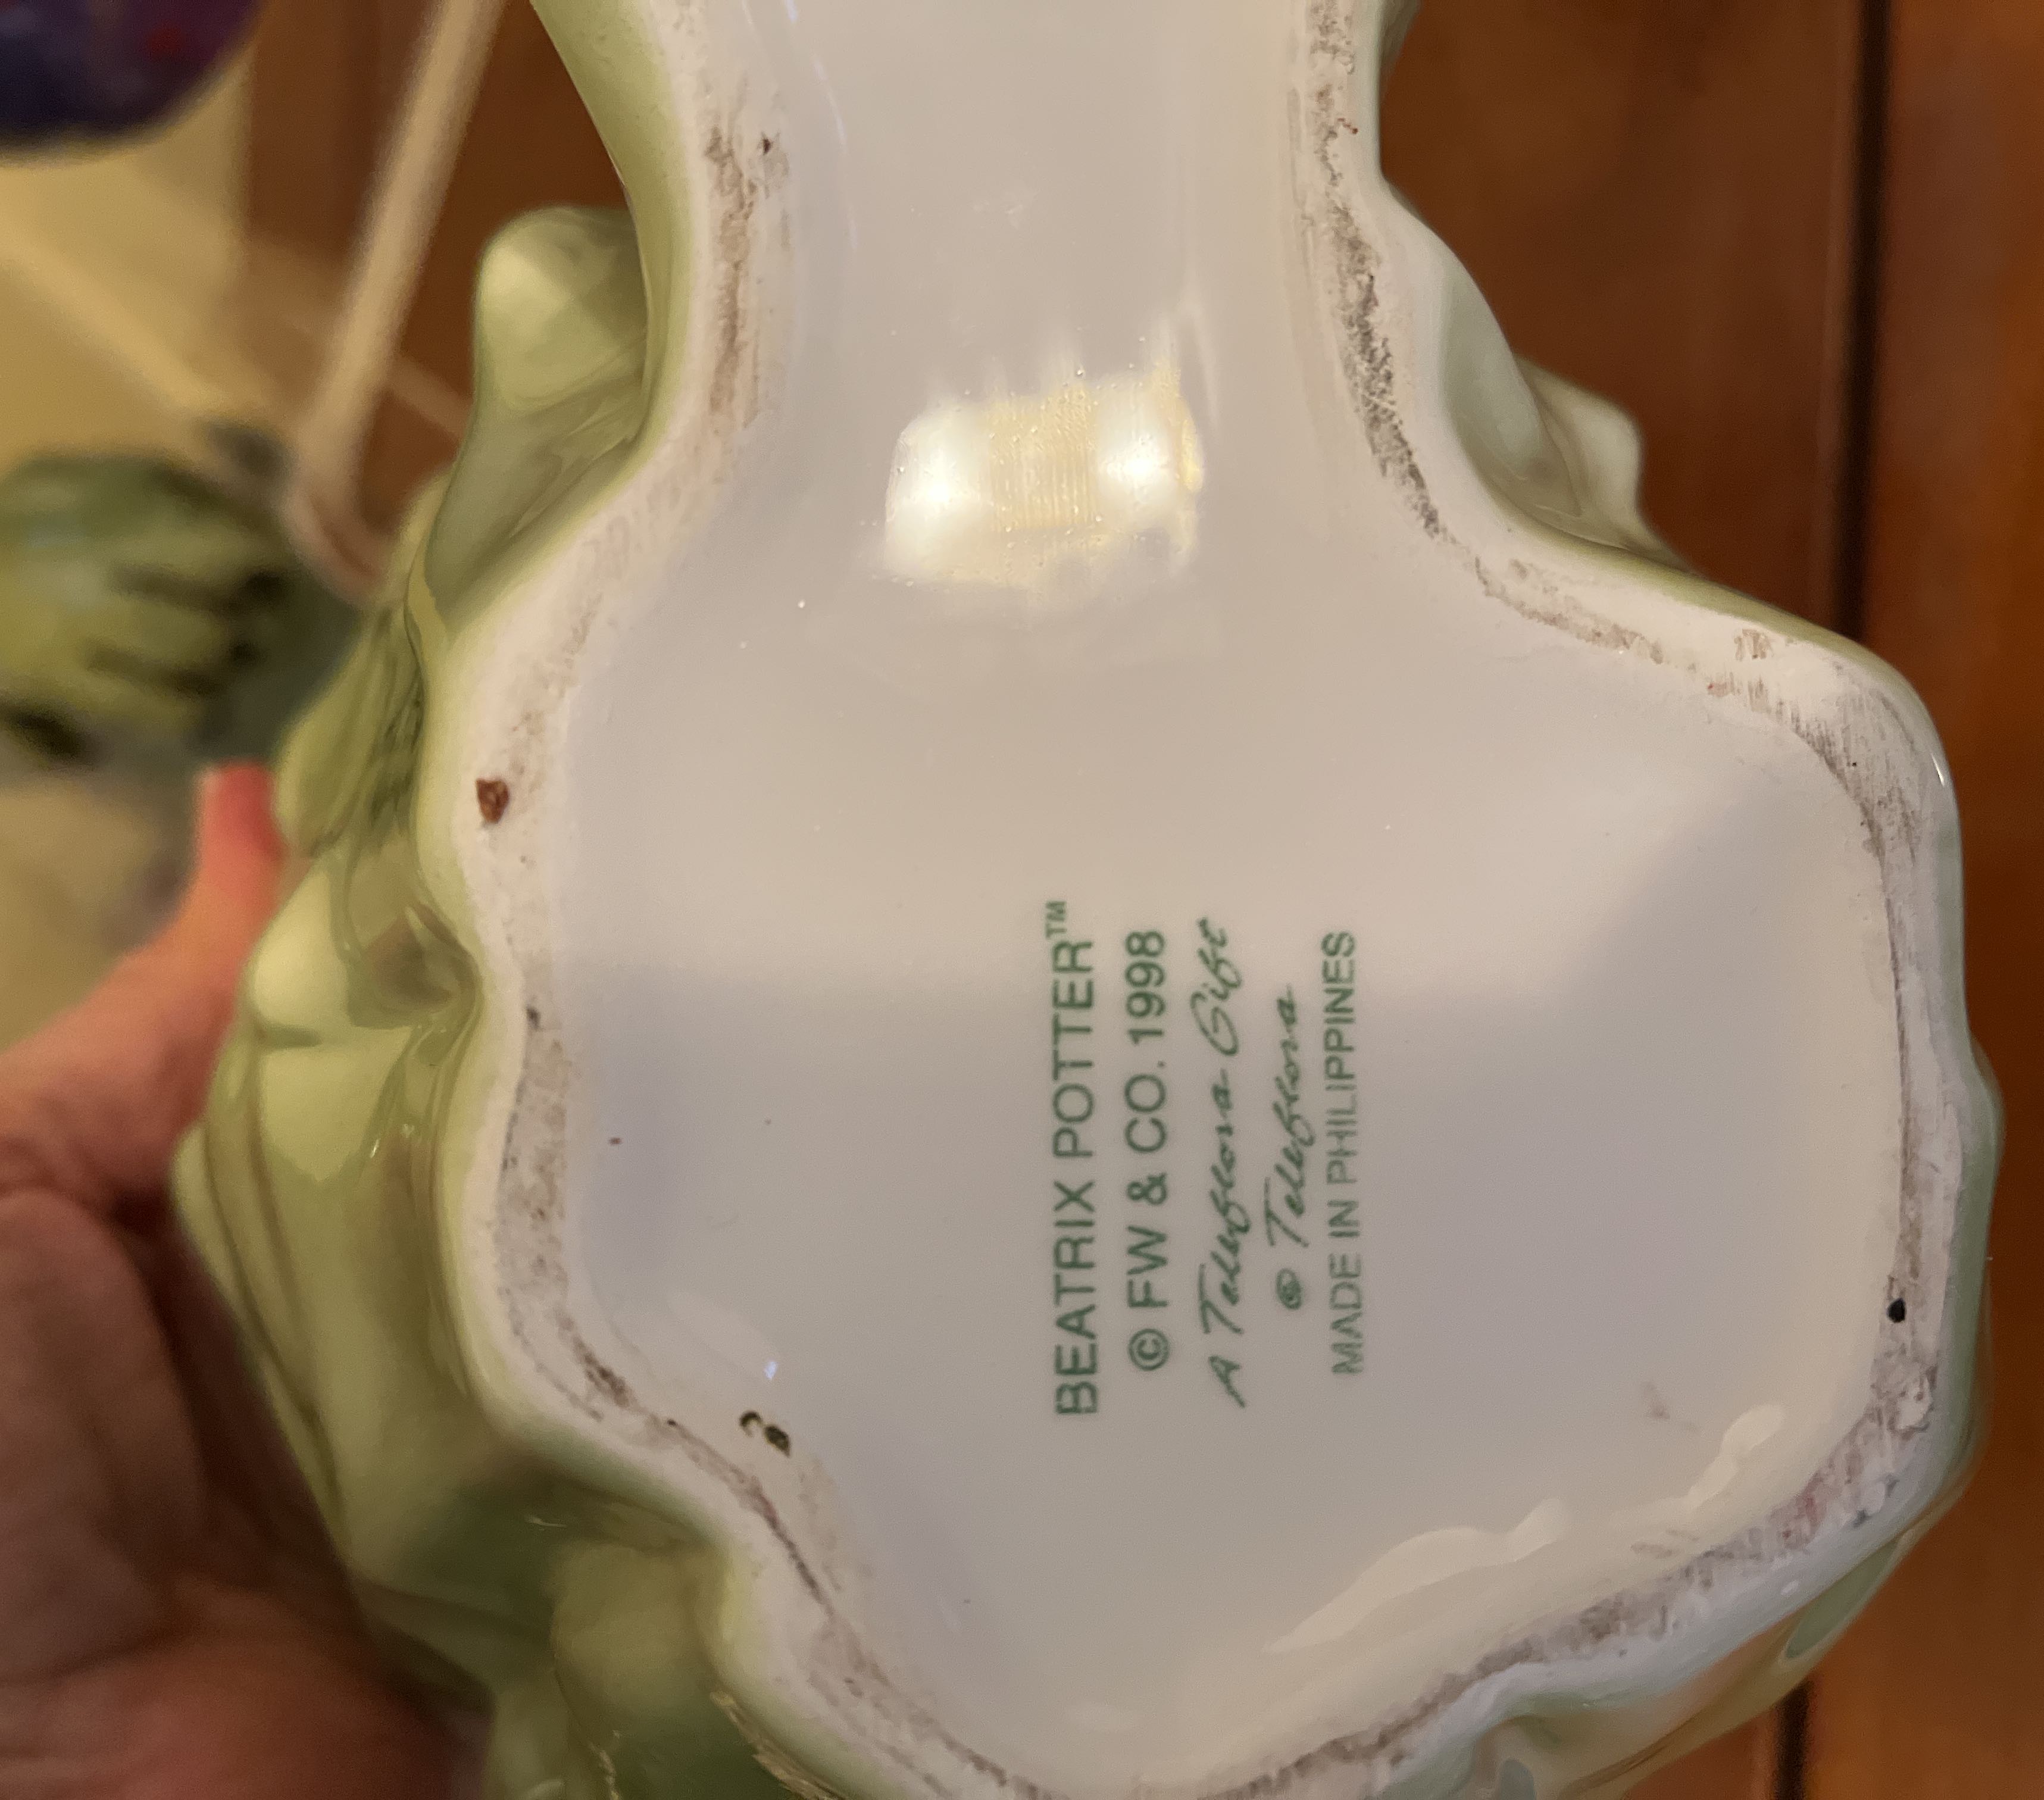 BEATRIX POTTER™
© FW & CO. 1998
A Teleflora Gift
® Teleflora
MADE IN PHILIPPINES